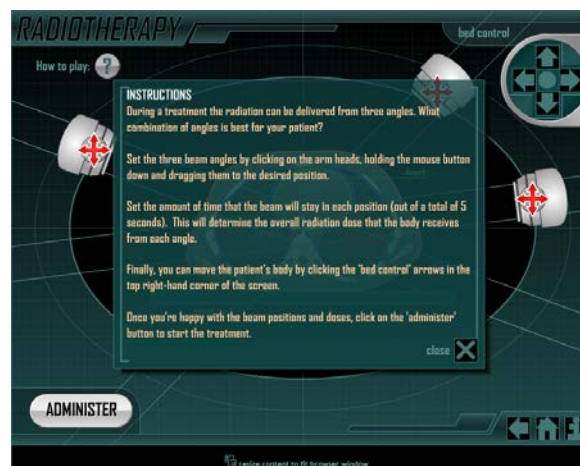 RADIOTHERAPY
bed control
How to play: ?
INSTRUCTIONS
During a treatment the radiation can be delivered from three angles. What
combination of angles is best for your patient?
Set the three beam angles by clicking on the arm heads, holding the mouse button
down and dragging them to the desired position.
Set the amount of time that the beam will stay in each position (out of a total of 5
seconds). This will determine the overall radiation dose that the body receives
from each angle.
Finally, you can move the patient's body by clicking the 'bed control' arrows in the
top right-hand corner of the screen.
Once you're happy with the beam positions and doses, click on the 'administer'
button to start the treatment.
close
ADMINISTER
resize content to fit browser window